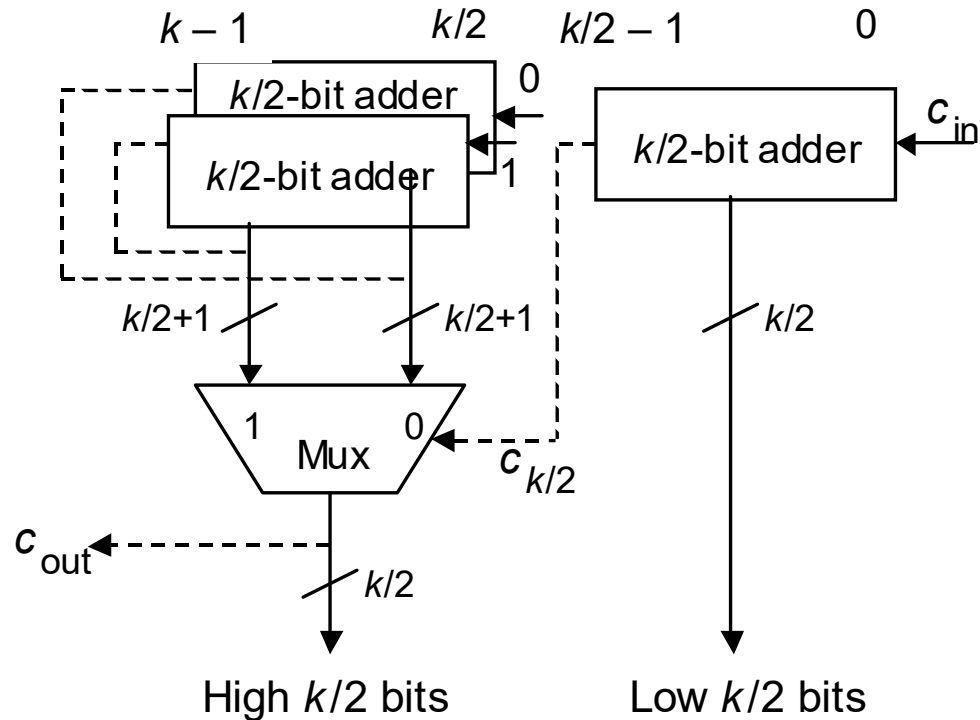 k – 1
k/2
k/2 – 1
0
k/2-bit adder
0
k/2-bit adder
1
k/2-bit adder
c_in
k/2+1
k/2+1
k/2
1
0
Mux
c_k/2
c_out
k/2
High k/2 bits
Low k/2 bits